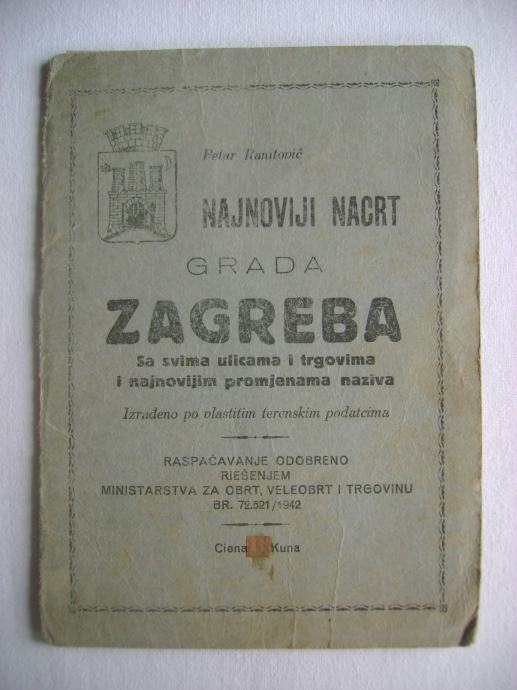 Petar Ranitović
NAJNOVIJI NACRT
GRADA
ZAGREBA
Sa svima ulicama i trgovima
i najnovijim promjenama naziva
Izrađeno po vlastitim terenskim podatcima
RASPAČAVANJE ODOBRENO
RIEŠENJEM
MINISTARSTVA ZA OBRT, VELEOBRT I TRGOVINU
BR. 72.521/1942
Ciena Kuna